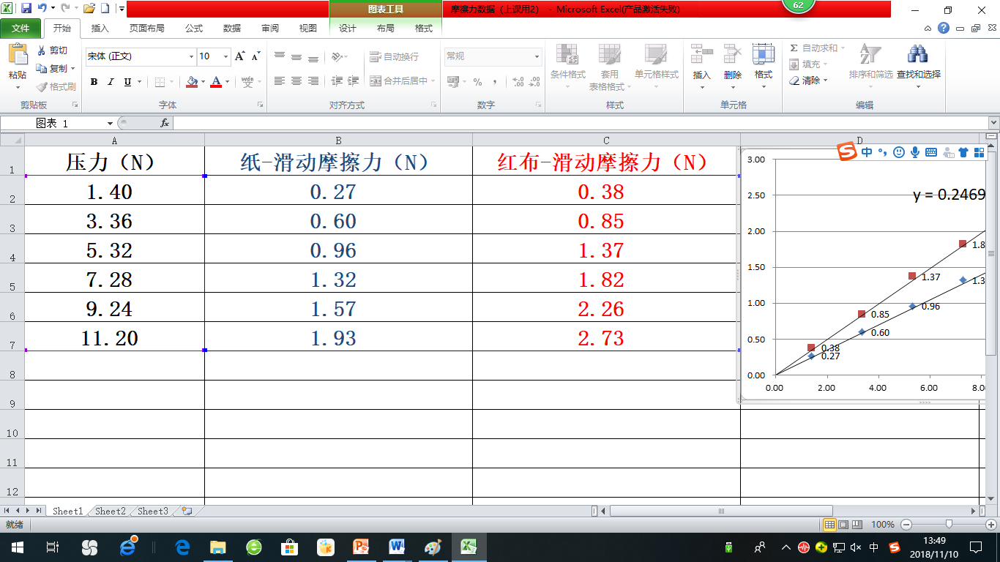 图表工具
摩擦力数据（上课用2） - Microsoft Excel(产品激活失败)
62
文件 开始 插入 页面布局 公式 数据 审阅 视图 设计 布局 格式
粘贴 剪切 复制 格式刷 剪贴板
宋体 (正文) 10
B I U A 字体
自动换行 合并后居中 对齐方式
常规 % 数字
条件格式 套用 表格格式 单元格样式 样式
插入 删除 格式 单元格
Σ 自动求和 填充 清除 排序和筛选 查找和选择 编辑
图表 1 fx
A B C D
1 压力（N） 纸-滑动摩擦力（N） 红布-滑动摩擦力（N）
2 1.40 0.27 0.38
3 3.36 0.60 0.85
4 5.32 0.96 1.37
5 7.28 1.32 1.82
6 9.24 1.57 2.26
7 11.20 1.93 2.73
8
9
10
11
12
中
3.00
2.50
2.00
1.50
1.00
0.50
0.00
y = 0.2469
1.8
1.37
1.3
0.85
0.96
0.60
0.38
0.27
0.00 2.00 4.00 6.00 8.0
Sheet1 Sheet2 Sheet3
就绪 100%
中 13:49
2018/11/10